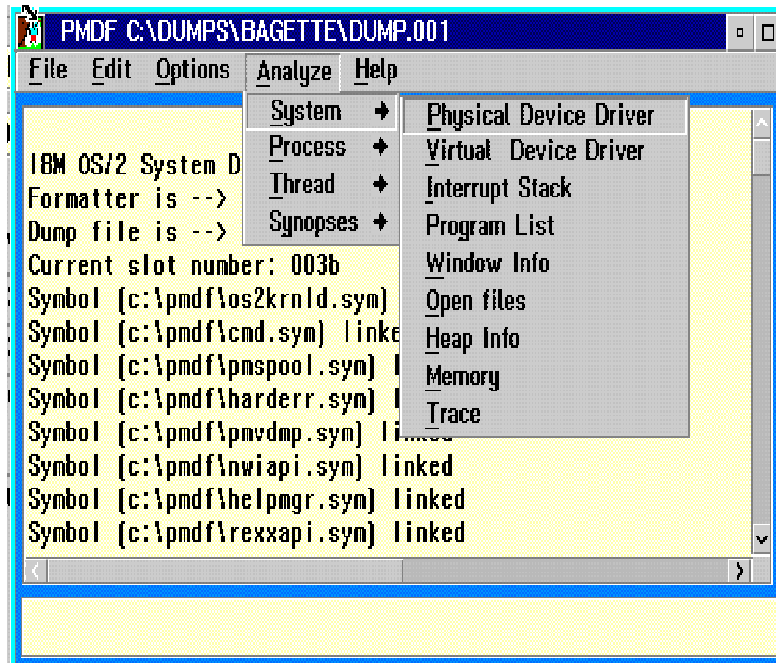 PMDF C:\DUMPS\BAGETTE\DUMP.001
File Edit Options Analyze Help
System
Process
Thread
Synopses
Physical Device Driver
Virtual Device Driver
Interrupt Stack
Program List
Window Info
Open files
Heap Info
Memory
Trace
IBM OS/2 System D
Formatter is -->
Dump file is -->
Current slot number: 003b
Symbol (c:\pmdf\os2krnld.sym)
Symbol (c:\pmdf\cmd.sym) linke
Symbol (c:\pmdf\pmspool.sym) l
Symbol (c:\pmdf\harderr.sym) l
Symbol (c:\pmdf\pmvdmp.sym) linked
Symbol (c:\pmdf\nwiapi.sym) linked
Symbol (c:\pmdf\helpmgr.sym) linked
Symbol (c:\pmdf\rexxapi.sym) linked